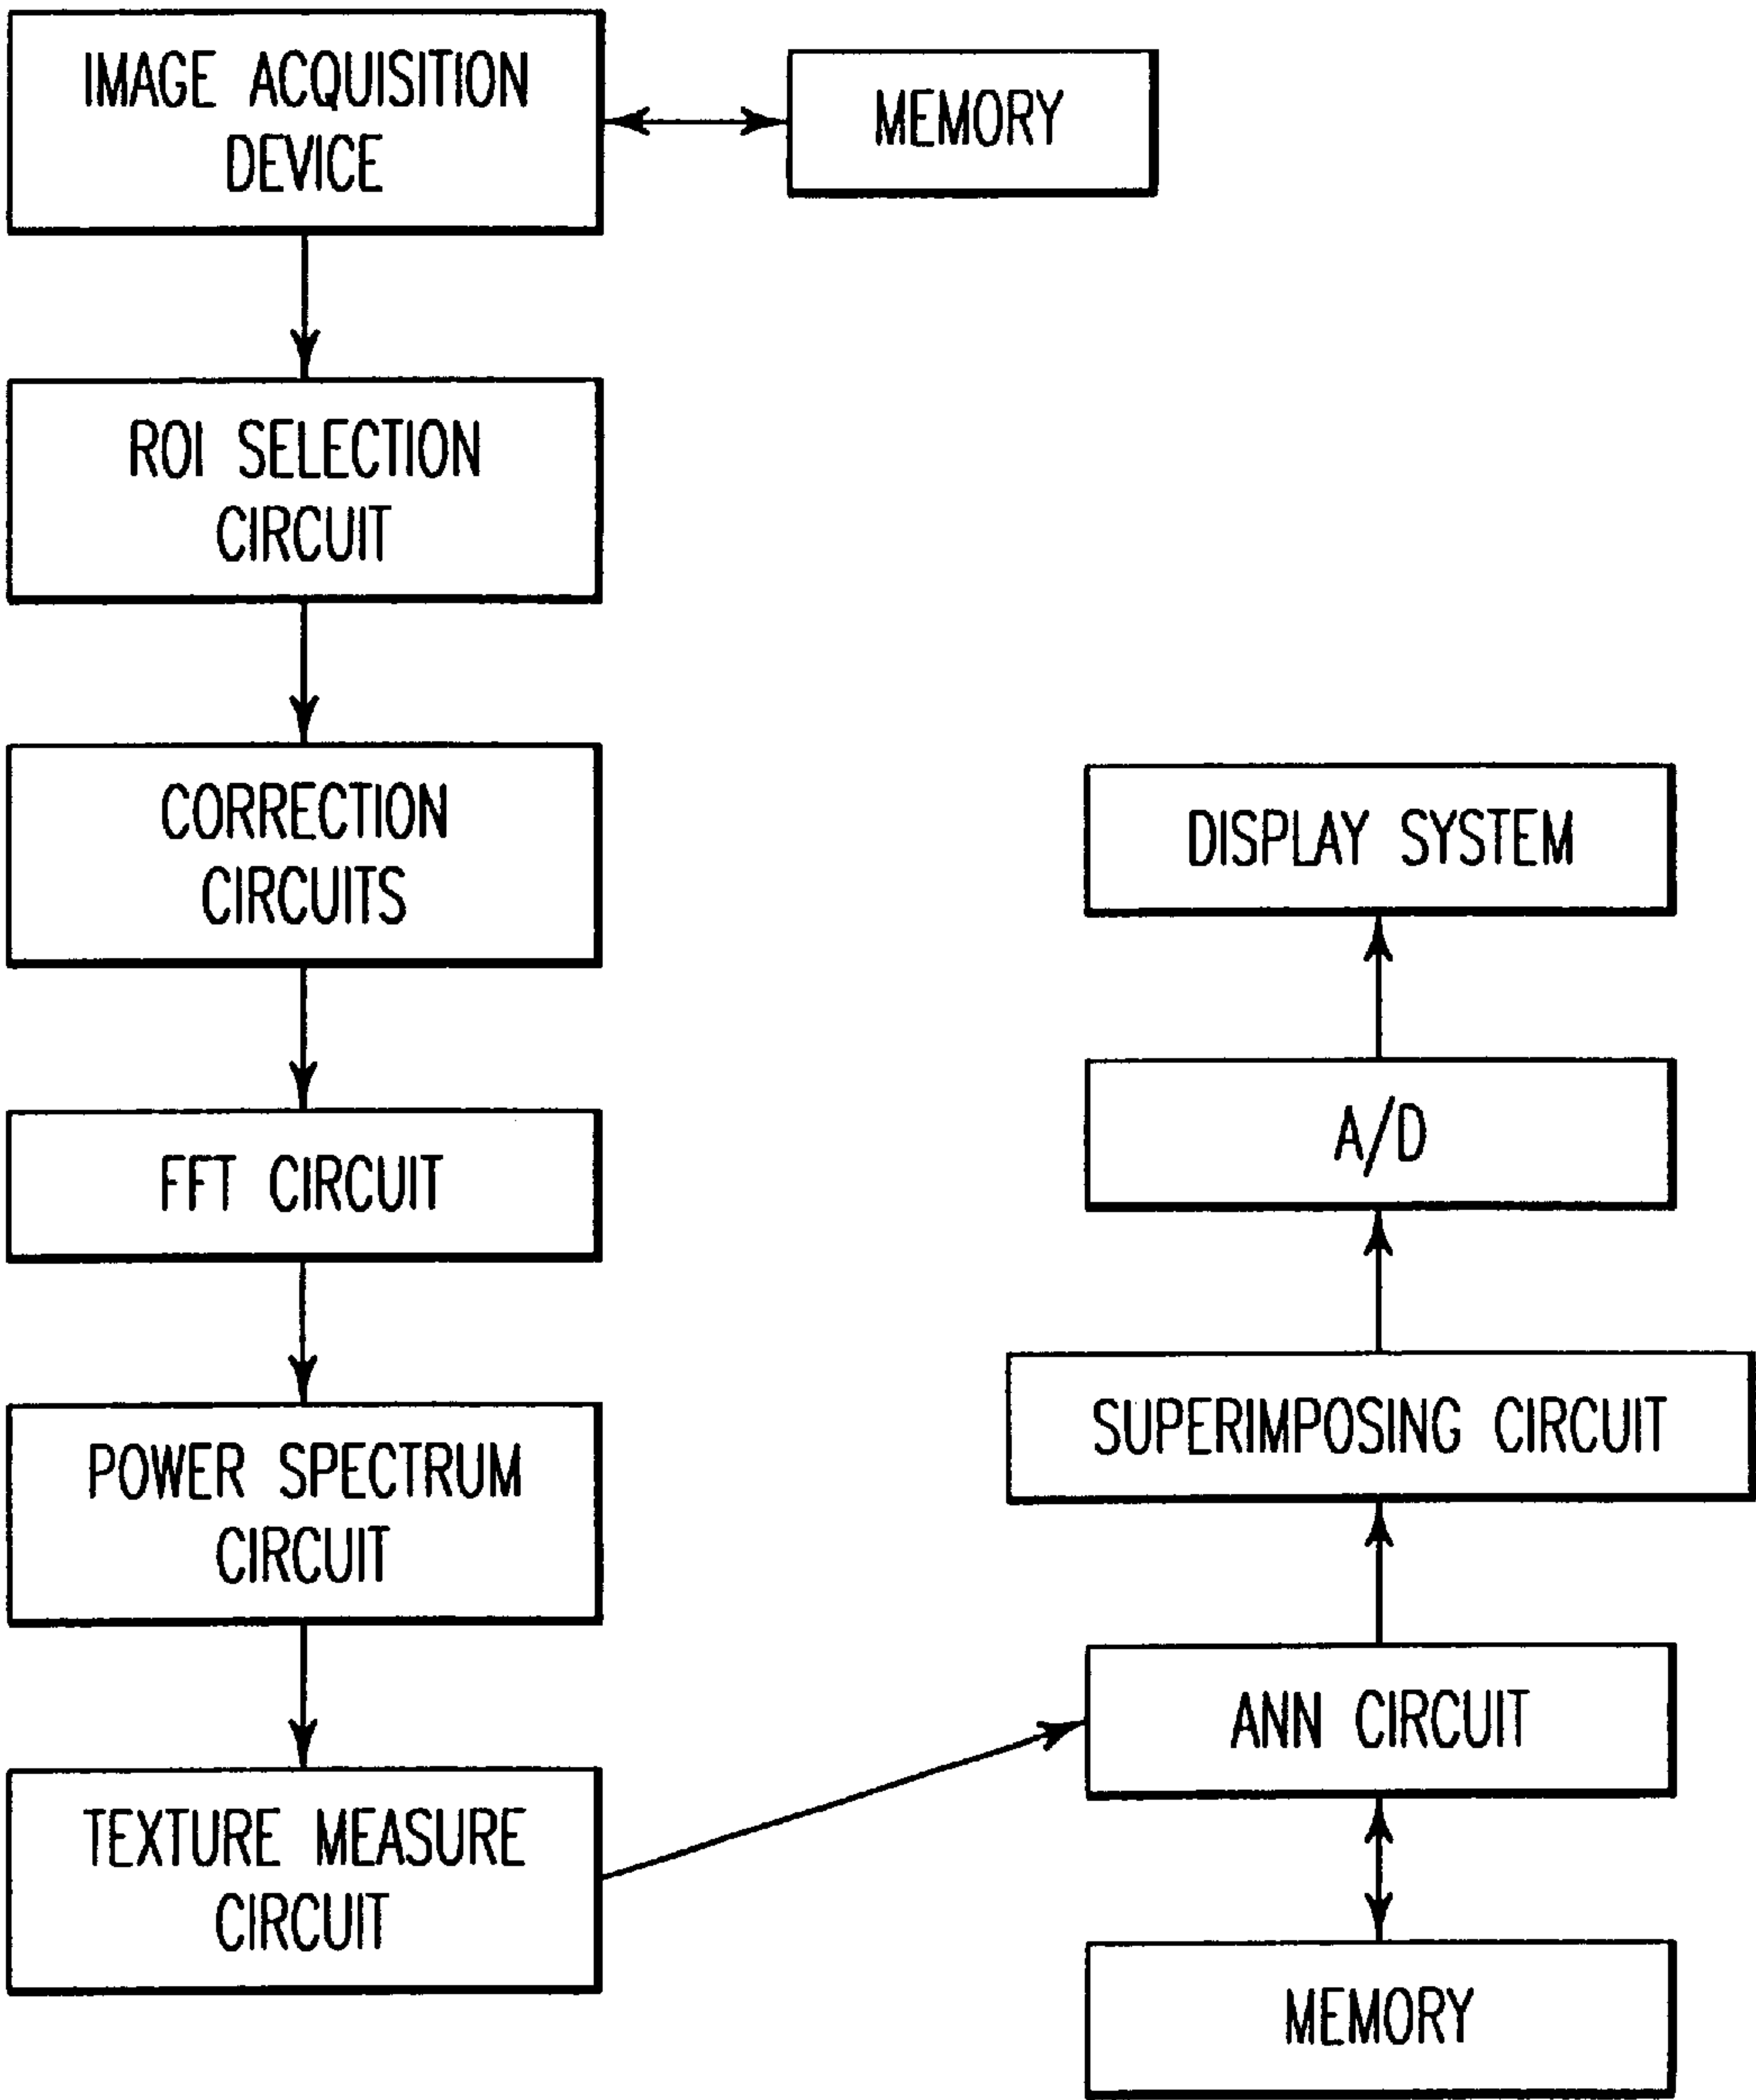 IMAGE ACQUISITION
DEVICE
MEMORY
ROI SELECTION
CIRCUIT
CORRECTION
CIRCUITS
FFT CIRCUIT
POWER SPECTRUM
CIRCUIT
TEXTURE MEASURE
CIRCUIT
DISPLAY SYSTEM
A/D
SUPERIMPOSING CIRCUIT
ANN CIRCUIT
MEMORY